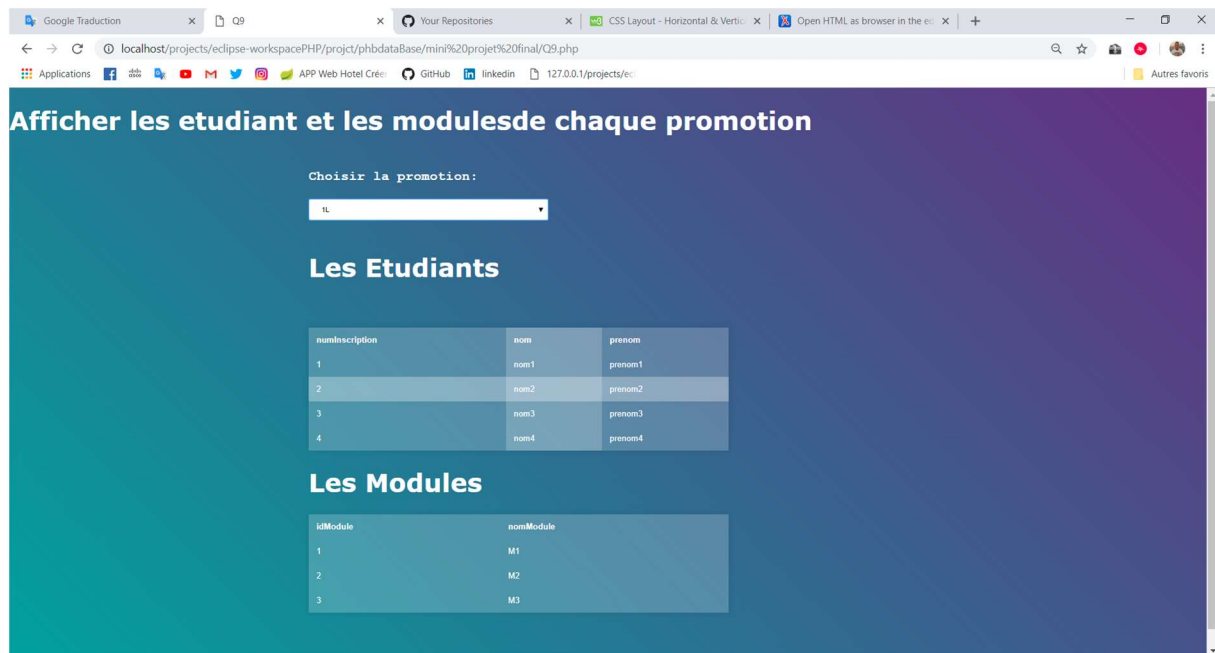 Google Traduction
Q9
Your Repositories
CSS Layout - Horizontal & Vertic
Open HTML as browser in the ed
localhost/projects/eclipse-workspacePHP/projct/phbdataBase/mini%20projet%20final/Q9.php
Applications
APP Web Hotel Crée
GitHub
linkedin
127.0.0.1/projects/ec
Autres favoris
Afficher les etudiant et les modulesde chaque promotion
Choisir la promotion:
1L
Les Etudiants
numInscription nom prenom
1 nom1 prenom1
2 nom2 prenom2
3 nom3 prenom3
4 nom4 prenom4
Les Modules
idModule nomModule
1 M1
2 M2
3 M3